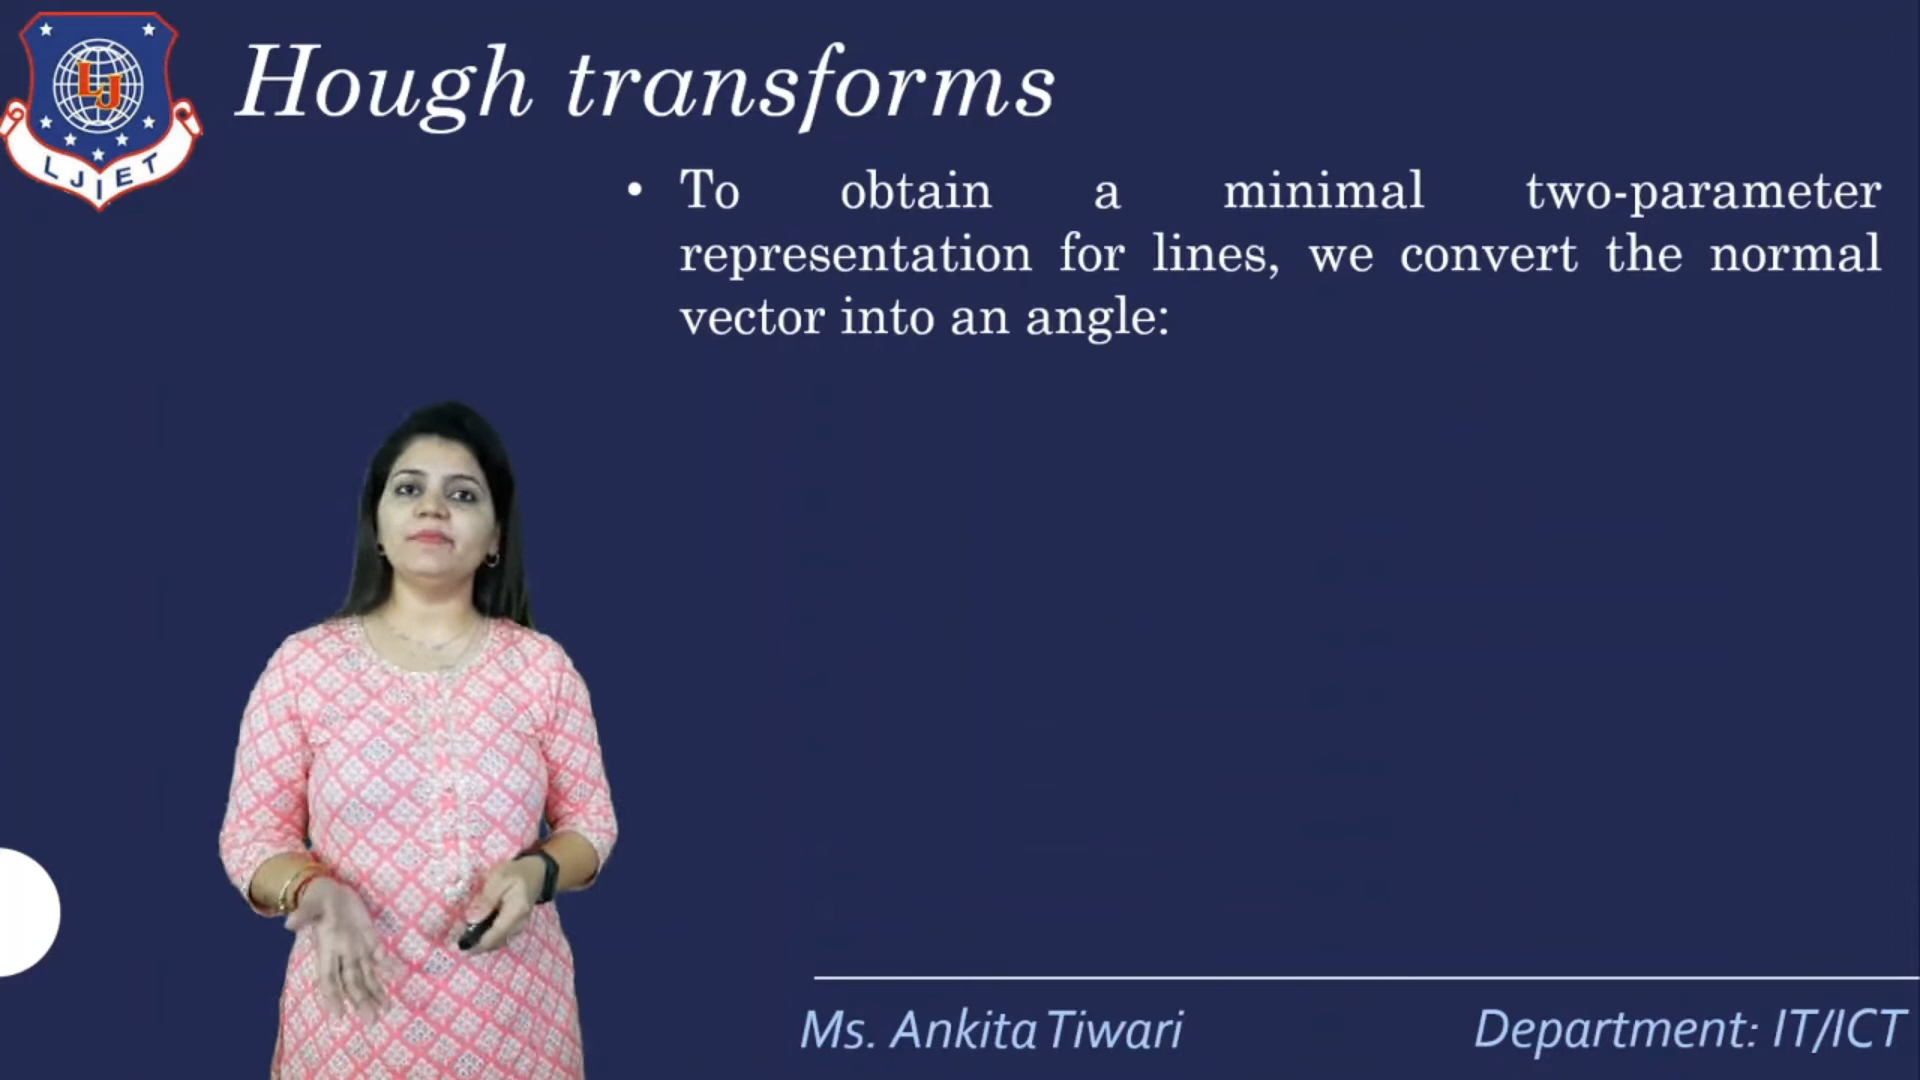 LJ
LJIET
Hough transforms
• To obtain a minimal two-parameter
representation for lines, we convert the normal
vector into an angle:
Ms. Ankita Tiwari
Department: IT/ICT